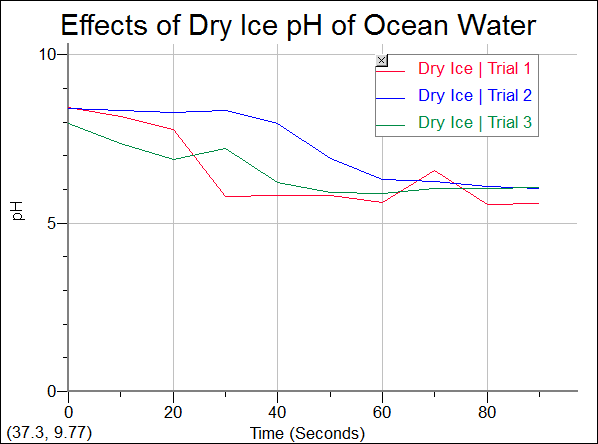 Effects of Dry Ice pH of Ocean Water
10
Dry Ice | Trial 1
Dry Ice | Trial 2
Dry Ice | Trial 3
pH
5
0
0 20 40 60 80
(37.3, 9.77) Time (Seconds)